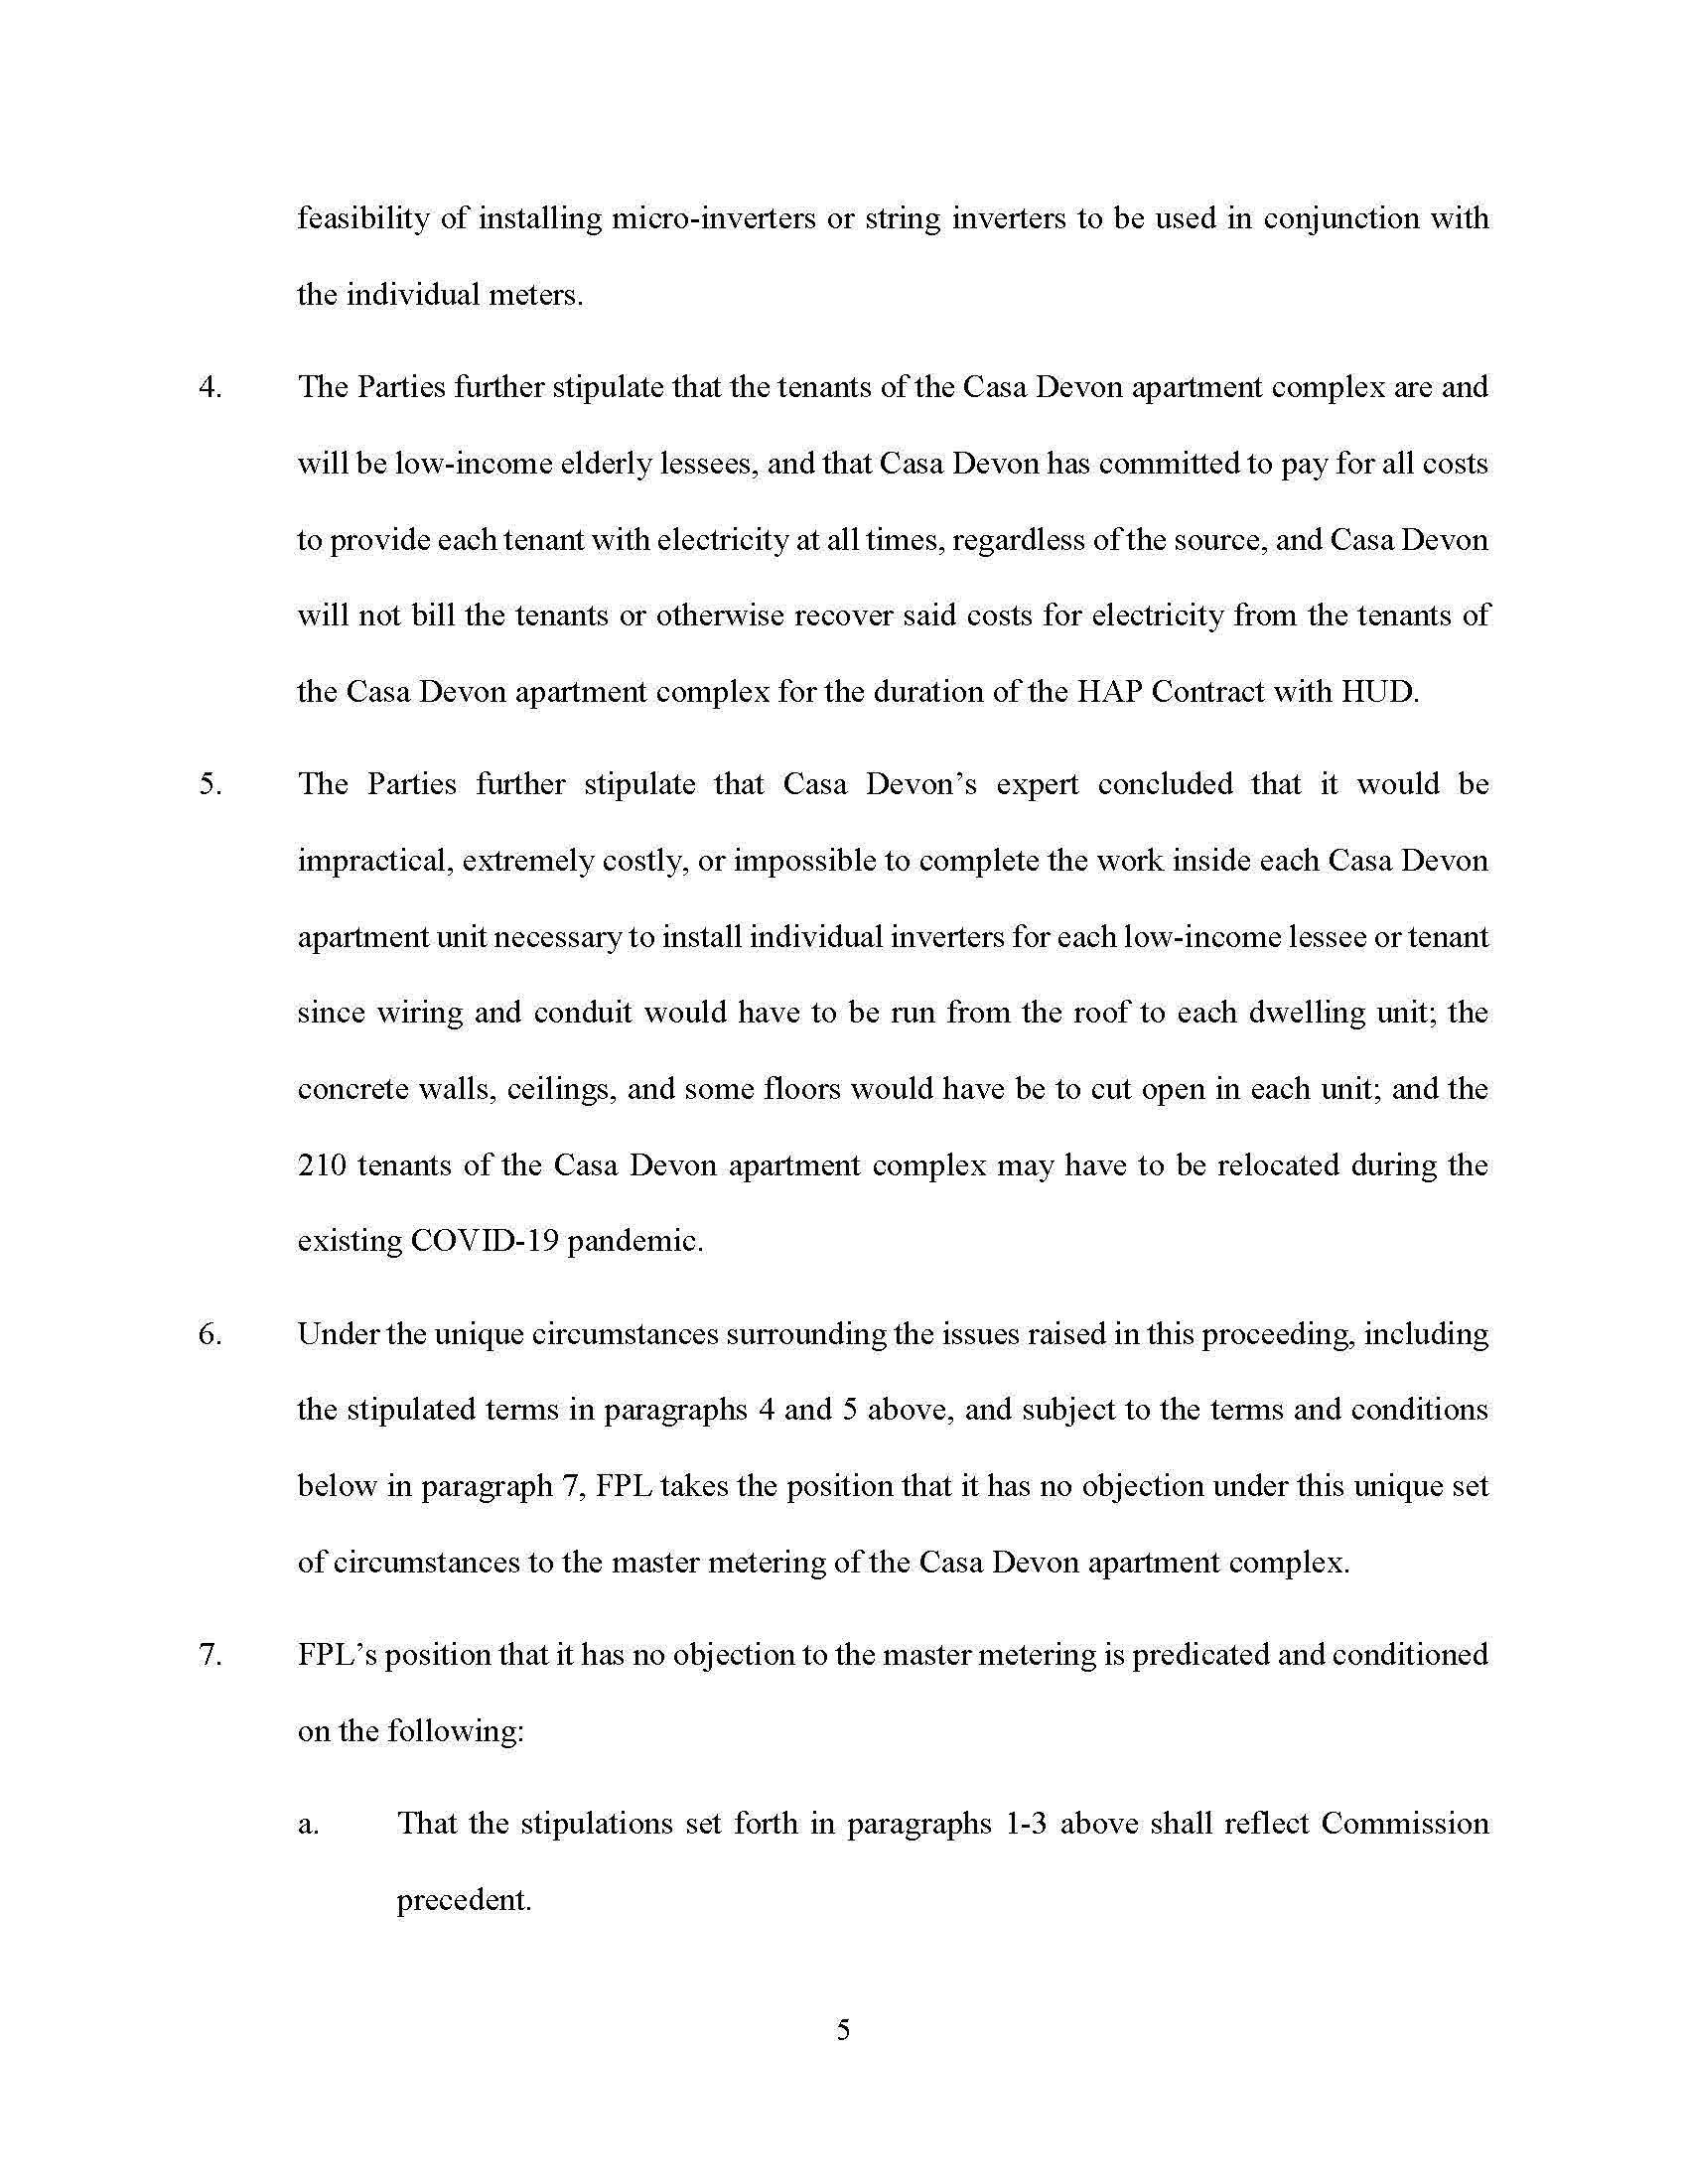 feasibility of installing micro-inverters or string inverters to be used in conjunction with
the individual meters.
4. The Parties further stipulate that the tenants of the Casa Devon apartment complex are and
will be low-income elderly lessees, and that Casa Devon has committed to pay for all costs
to provide each tenant with electricity at all times, regardless of the source, and Casa Devon
will not bill the tenants or otherwise recover said costs for electricity from the tenants of
the Casa Devon apartment complex for the duration of the HAP Contract with HUD.
5. The Parties further stipulate that Casa Devon’s expert concluded that it would be
impractical, extremely costly, or impossible to complete the work inside each Casa Devon
apartment unit necessary to install individual inverters for each low-income lessee or tenant
since wiring and conduit would have to be run from the roof to each dwelling unit; the
concrete walls, ceilings, and some floors would have be to cut open in each unit; and the
210 tenants of the Casa Devon apartment complex may have to be relocated during the
existing COVID-19 pandemic.
6. Under the unique circumstances surrounding the issues raised in this proceeding, including
the stipulated terms in paragraphs 4 and 5 above, and subject to the terms and conditions
below in paragraph 7, FPL takes the position that it has no objection under this unique set
of circumstances to the master metering of the Casa Devon apartment complex.
7. FPL’s position that it has no objection to the master metering is predicated and conditioned
on the following:
a. That the stipulations set forth in paragraphs 1-3 above shall reflect Commission
precedent.
5